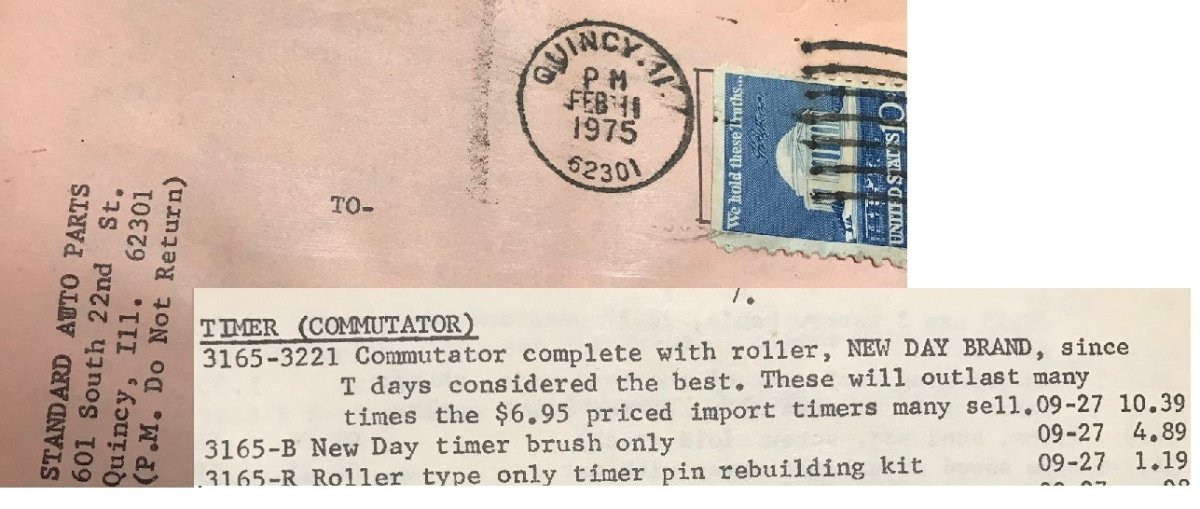 QUINCY, Il.
PM
FEB 11
1975
62301
We hold these Truths...
UNITED STATES 10
TO-
STANDARD AUTO PARTS
601 South 22nd St.
Quincy, Ill. 62301
(P.M. Do Not Return)
TIMER (COMMUTATOR)
3165-3221 Commutator complete with roller, NEW DAY BRAND, since
T days considered the best. These will outlast many
times the $6.95 priced import timers many sell.09-27 10.39
3165-B New Day timer brush only 09-27 4.89
3165-R Roller type only timer pin rebuilding kit 09-27 1.19